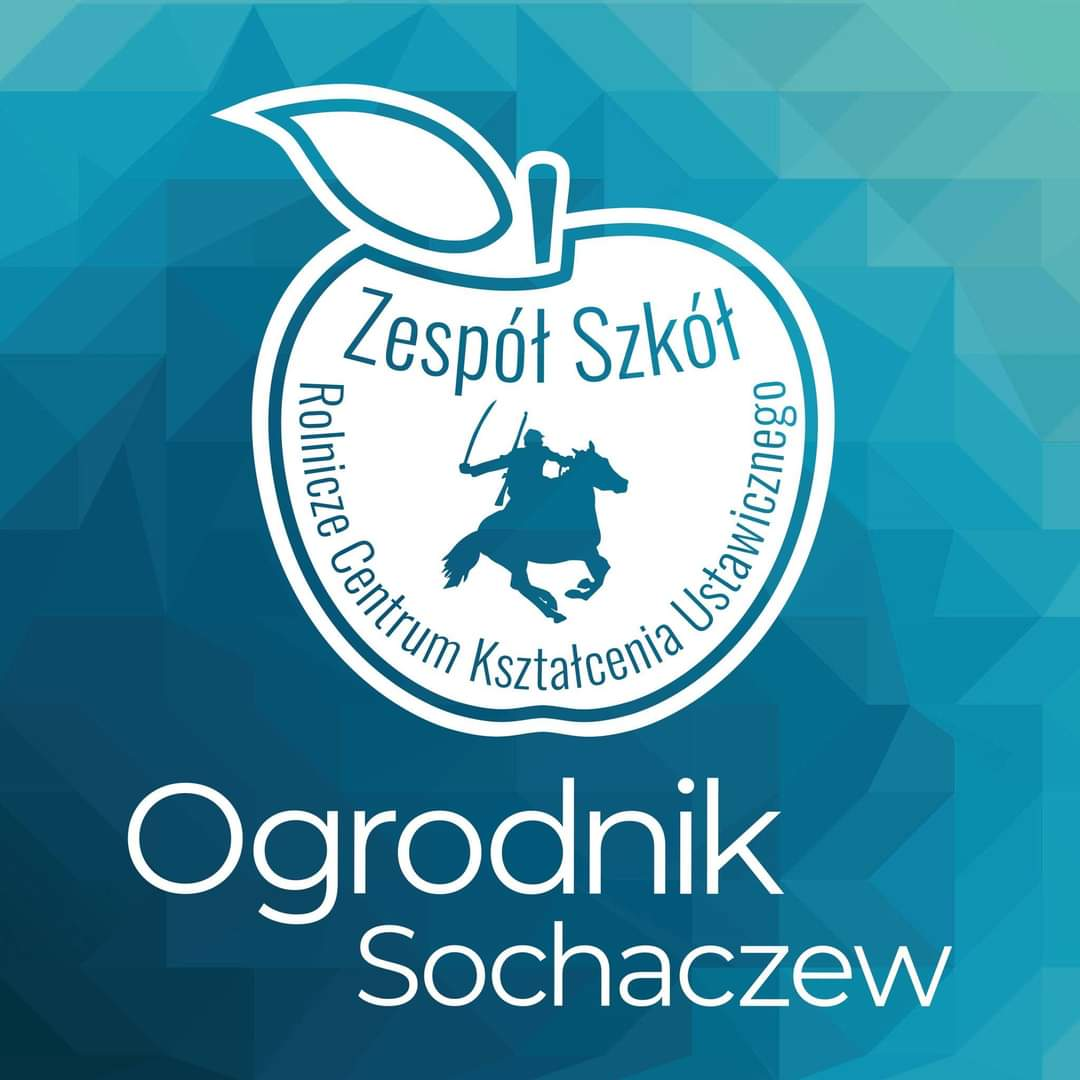 Zespół Szkół
Rolnicze Centrum Kształcenia Ustawicznego
Ogrodnik
Sochaczew